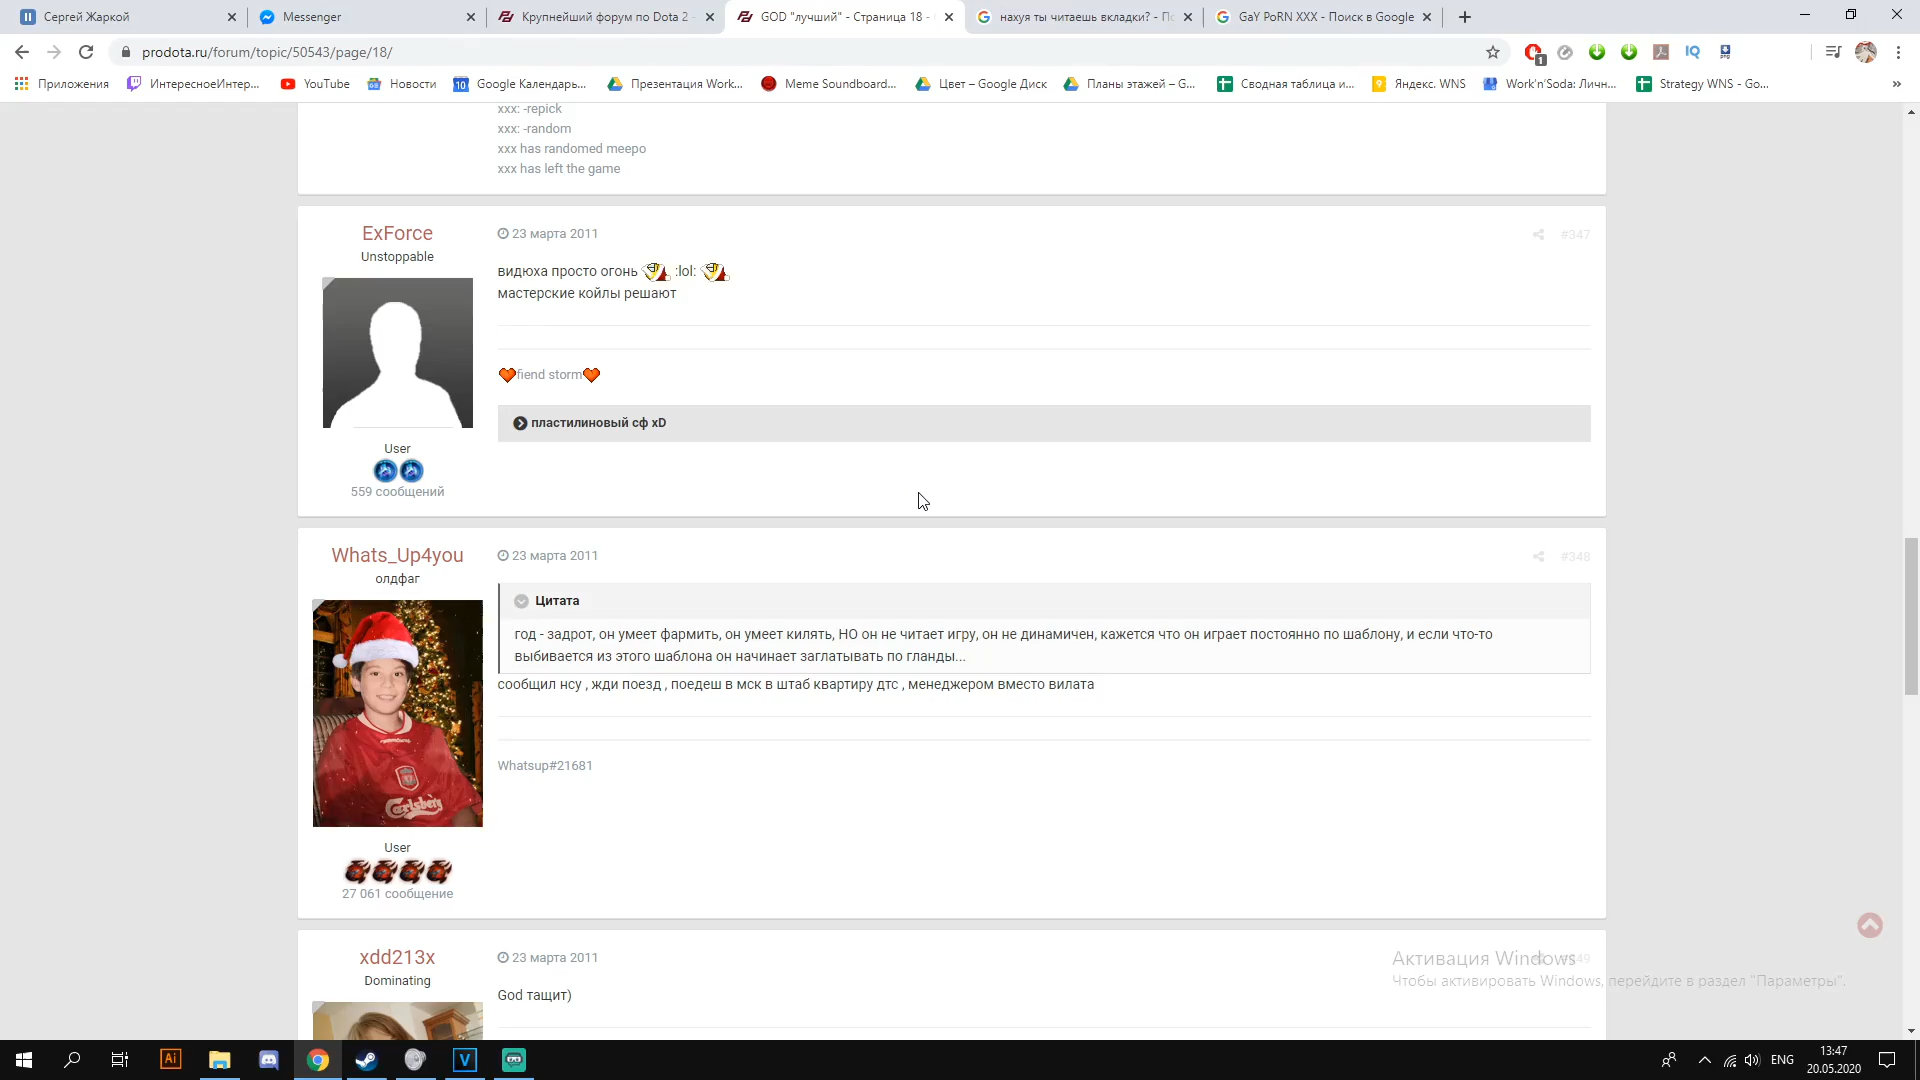 Сергей Жаркой
Messenger
Крупнейший форум по Dota 2 -
GOD "лучший" - Страница 18 -
нахуя ты читаешь вкладки? - По
GaY PoRN XXX - Поиск в Google
prodota.ru/forum/topic/50543/page/18/
Приложения
ИнтересноеИнтер...
YouTube
Новости
Google Календарь...
Презентация Work...
Meme Soundboard...
Цвет – Google Диск
Планы этажей – G...
Сводная таблица и...
Яндекс. WNS
Work'n'Soda: Личн...
Strategy WNS - Go...
xxx: -repick
xxx: -random
xxx has randomed meepo
xxx has left the game
ExForce
Unstoppable
User
559 сообщений
23 марта 2011
#347
видюха просто огонь :lol:
мастерские койлы решают
fiend storm
пластилиновый сф xD
Whats_Up4you
олдфаг
Carlsberg
User
27 061 сообщение
23 марта 2011
#348
Цитата
год - задрот, он умеет фармить, он умеет килять, НО он не читает игру, он не динамичен, кажется что он играет постоянно по шаблону, и если что-то
выбивается из этого шаблона он начинает заглатывать по гланды...
сообщил нсу , жди поезд , поедеш в мск в штаб квартиру дтс , менеджером вместо вилата
Whatsup#21681
xdd213x
Dominating
23 марта 2011
God тащит)
Активация Windows
Чтобы активировать Windows, перейдите в раздел "Параметры".
ENG
13:47
20.05.2020